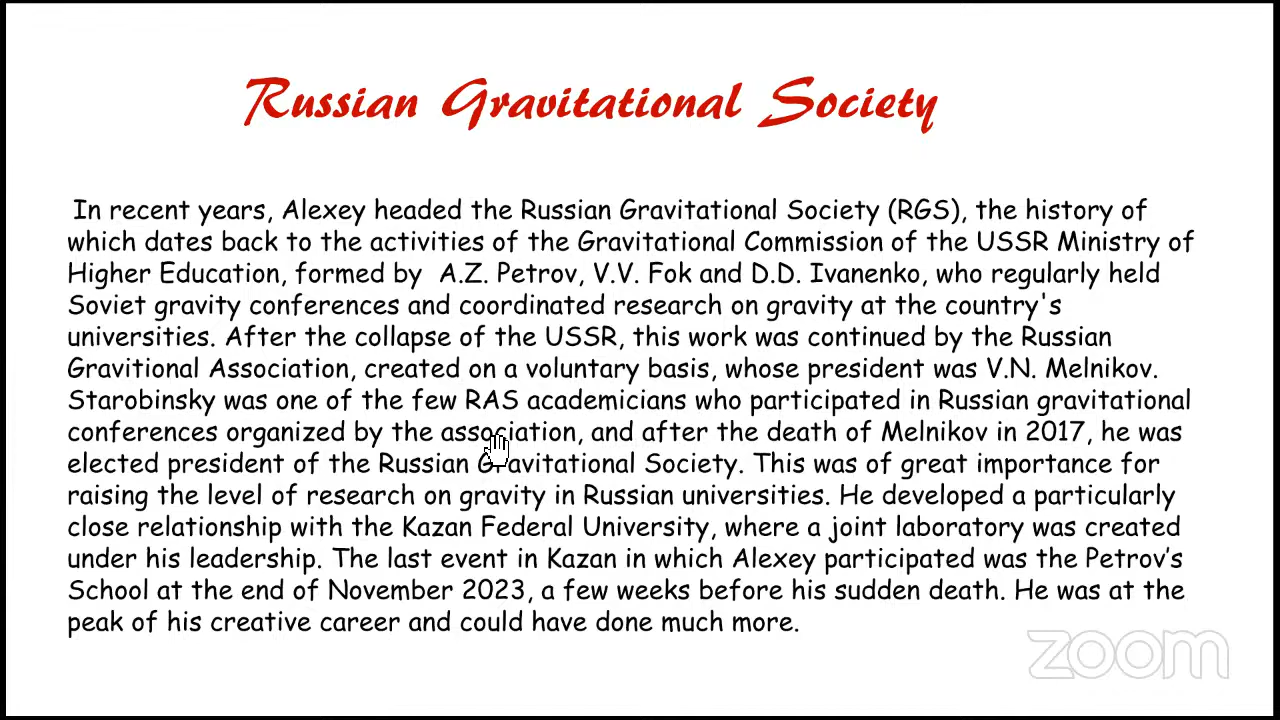 Russian Gravitational Society
In recent years, Alexey headed the Russian Gravitational Society (RGS), the history of
which dates back to the activities of the Gravitational Commission of the USSR Ministry of
Higher Education, formed by A.Z. Petrov, V.V. Fok and D.D. Ivanenko, who regularly held
Soviet gravity conferences and coordinated research on gravity at the country's
universities. After the collapse of the USSR, this work was continued by the Russian
Gravitional Association, created on a voluntary basis, whose president was V.N. Melnikov.
Starobinsky was one of the few RAS academicians who participated in Russian gravitational
conferences organized by the association, and after the death of Melnikov in 2017, he was
elected president of the Russian Gravitational Society. This was of great importance for
raising the level of research on gravity in Russian universities. He developed a particularly
close relationship with the Kazan Federal University, where a joint laboratory was created
under his leadership. The last event in Kazan in which Alexey participated was the Petrov’s
School at the end of November 2023, a few weeks before his sudden death. He was at the
peak of his creative career and could have done much more.
zoom